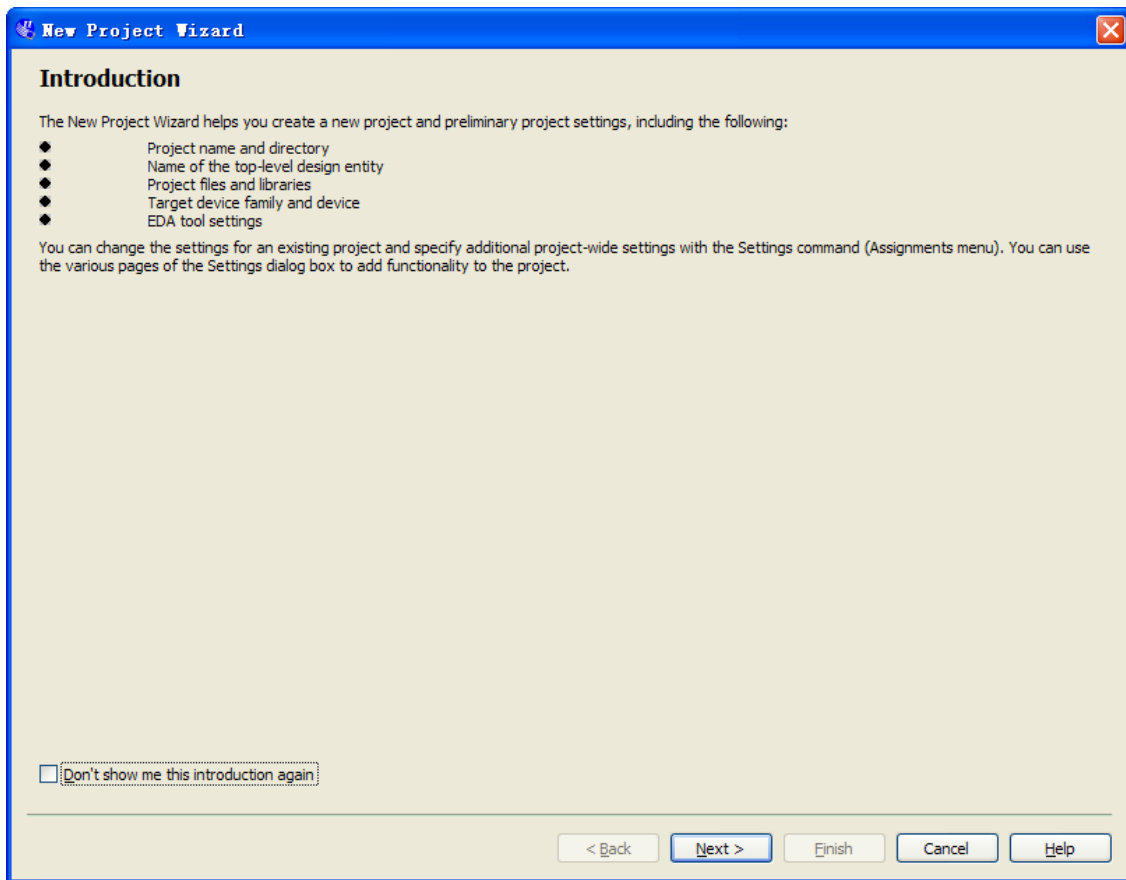 New Project Wizard
Introduction
The New Project Wizard helps you create a new project and preliminary project settings, including the following:
Project name and directory
Name of the top-level design entity
Project files and libraries
Target device family and device
EDA tool settings
You can change the settings for an existing project and specify additional project-wide settings with the Settings command (Assignments menu). You can use
the various pages of the Settings dialog box to add functionality to the project.
Don't show me this introduction again
< Back Next > Finish Cancel Help